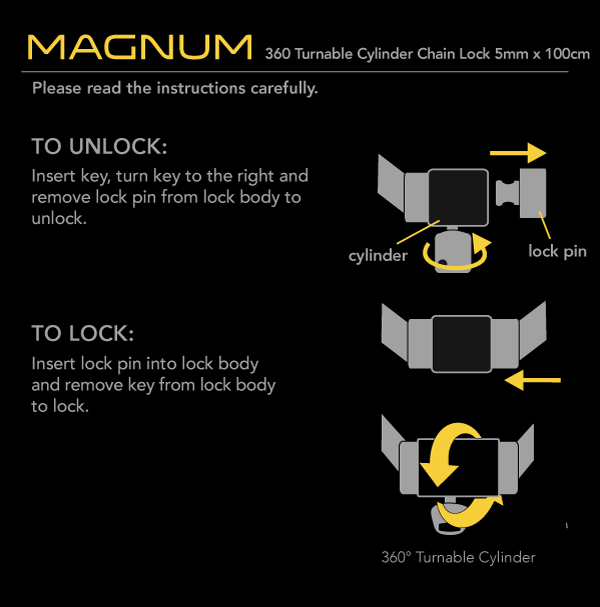 MAGNUM 360 Turnable Cylinder Chain Lock 5mm x 100cm
Please read the instructions carefully.
TO UNLOCK:
Insert key, turn key to the right and
remove lock pin from lock body to
unlock.
cylinder
lock pin
TO LOCK:
Insert lock pin into lock body
and remove key from lock body
to lock.
360° Turnable Cylinder